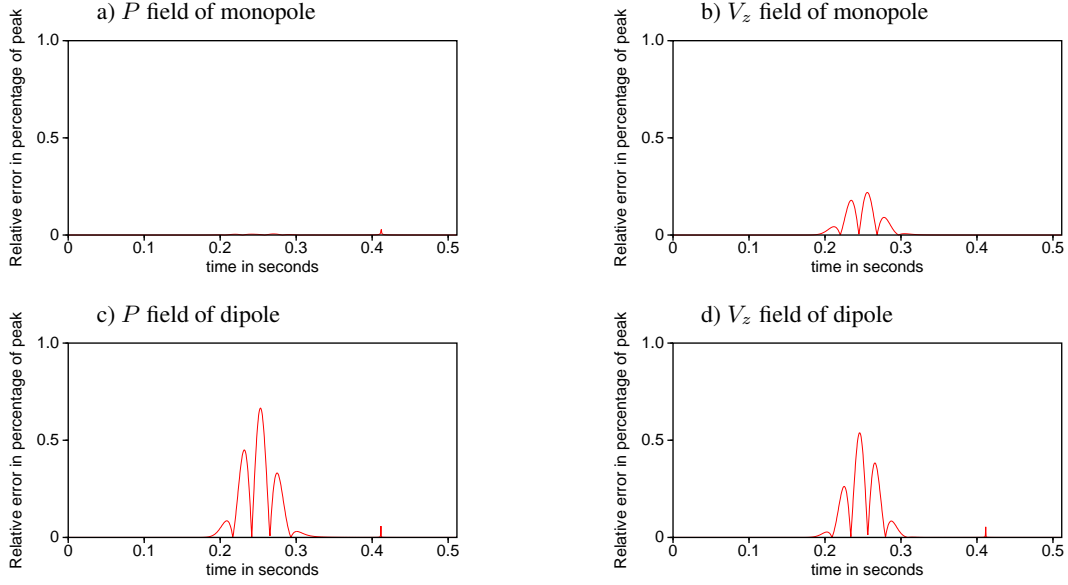 a) P field of monopole
Relative error in percentage of peak
1.0
0.5
0
0 0.1 0.2 0.3 0.4 0.5
time in seconds
b) Vz field of monopole
Relative error in percentage of peak
1.0
0.5
0
0 0.1 0.2 0.3 0.4 0.5
time in seconds
c) P field of dipole
Relative error in percentage of peak
1.0
0.5
0
0 0.1 0.2 0.3 0.4 0.5
time in seconds
d) Vz field of dipole
Relative error in percentage of peak
1.0
0.5
0
0 0.1 0.2 0.3 0.4 0.5
time in seconds